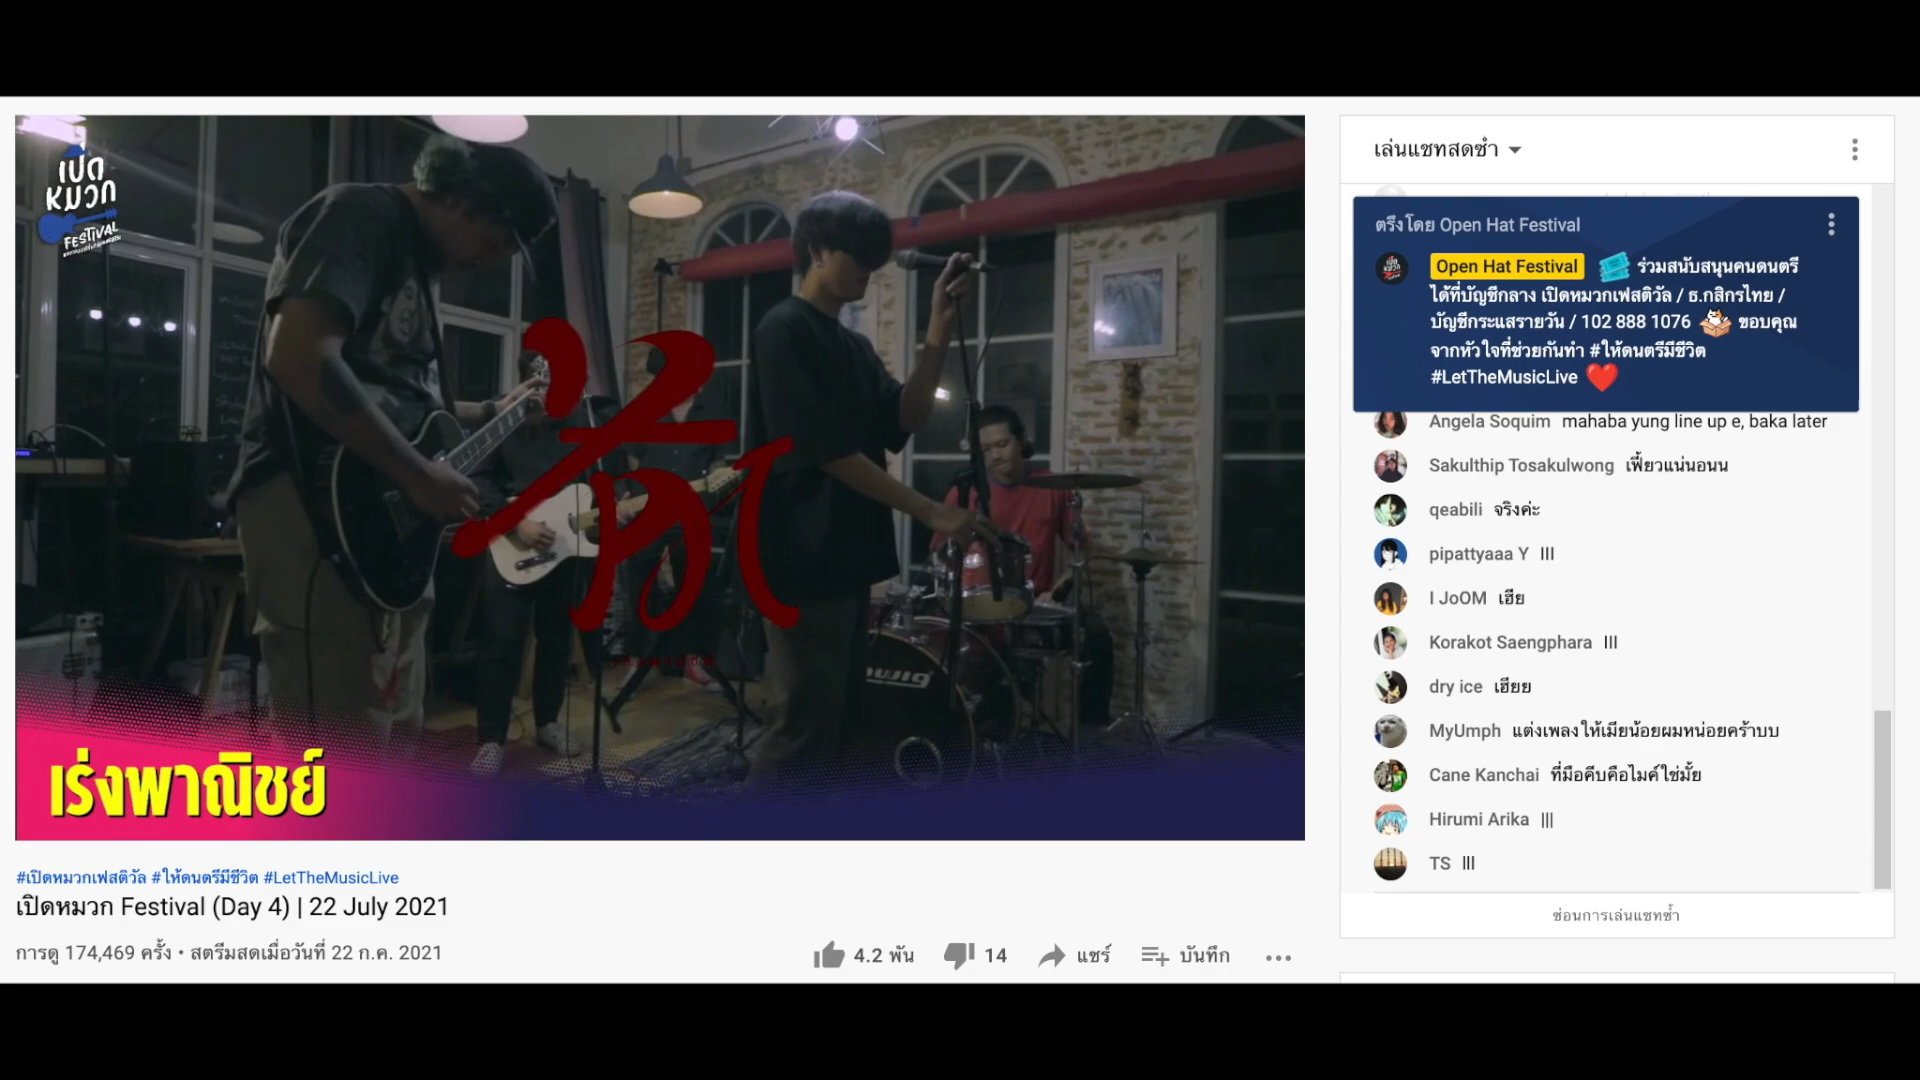 เปิด
หมวก
FESTIVAL
wig
เร่งพาณิชย์
#เปิดหมวกเฟสติวัล #ให้ดนตรีมีชีวิต #LetTheMusicLive
เปิดหมวก Festival (Day 4) | 22 July 2021
การดู 174,469 ครั้ง • สตรีมสดเมื่อวันที่ 22 ก.ค. 2021
4.2 พัน
14
แชร์
บันทึก
เล่นแชทสดซ้ำ
ตรึงโดย Open Hat Festival
Open Hat Festival ร่วมสนับสนุนคนดนตรี
ได้ที่บัญชีกลาง เปิดหมวกเฟสติวัล / ธ.กสิกรไทย /
บัญชีกระแสรายวัน / 102 888 1076 ขอบคุณ
จากหัวใจที่ช่วยกันทำ #ให้ดนตรีมีชีวิต
#LetTheMusicLive
Angela Soquim mahaba yung line up e, baka later
Sakulthip Tosakulwong เฟี้ยวแน่นอนน
qeabili จริงค่ะ
pipattyaaa Y lll
I JoOM เฮีย
Korakot Saengphara lll
dry ice เฮียย
MyUmph แต่งเพลงให้เมียน้อยผมหน่อยคร้าบบ
Cane Kanchai ที่มือคีบคือไมค์ใช่มั้ย
Hirumi Arika |||
TS lll
ซ่อนการเล่นแชทซ้ำ